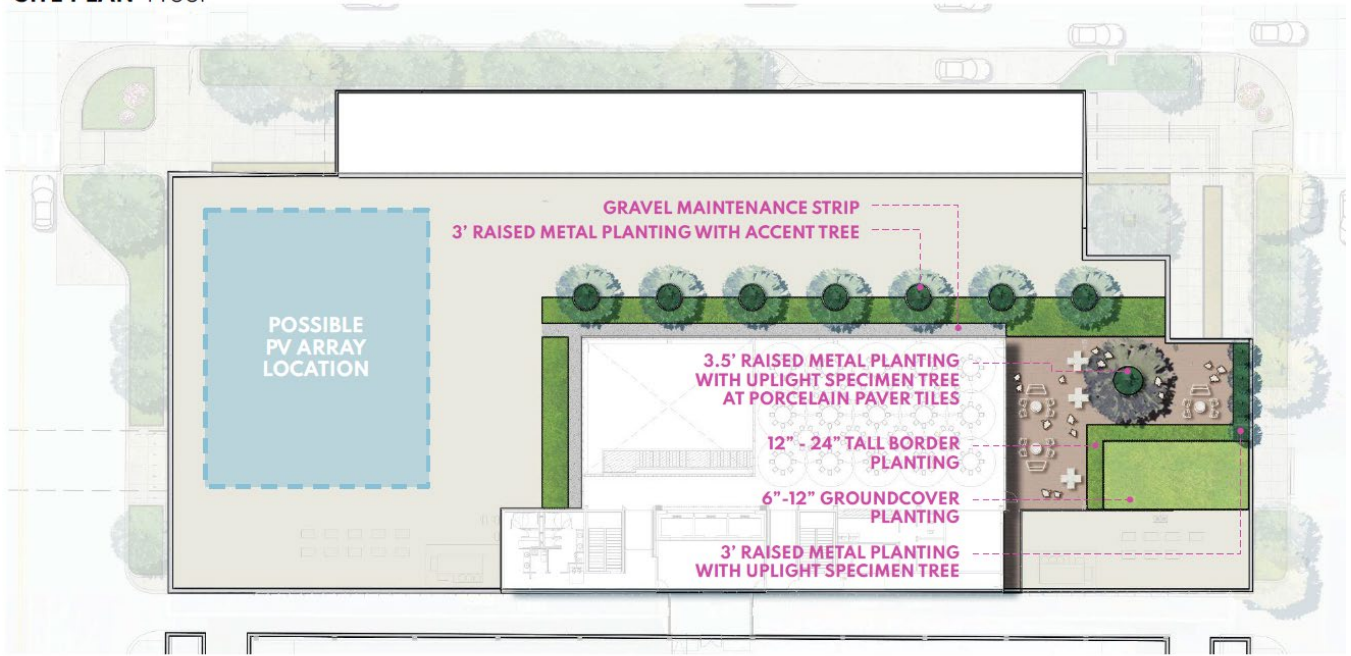 SITE PLAN
GRAVEL MAINTENANCE STRIP
3' RAISED METAL PLANTING WITH ACCENT TREE
POSSIBLE
PV ARRAY
LOCATION
3.5' RAISED METAL PLANTING
WITH UPLIGHT SPECIMEN TREE
AT PORCELAIN PAVER TILES
12" - 24" TALL BORDER
PLANTING
6"-12" GROUNDCOVER
PLANTING
3' RAISED METAL PLANTING
WITH UPLIGHT SPECIMEN TREE